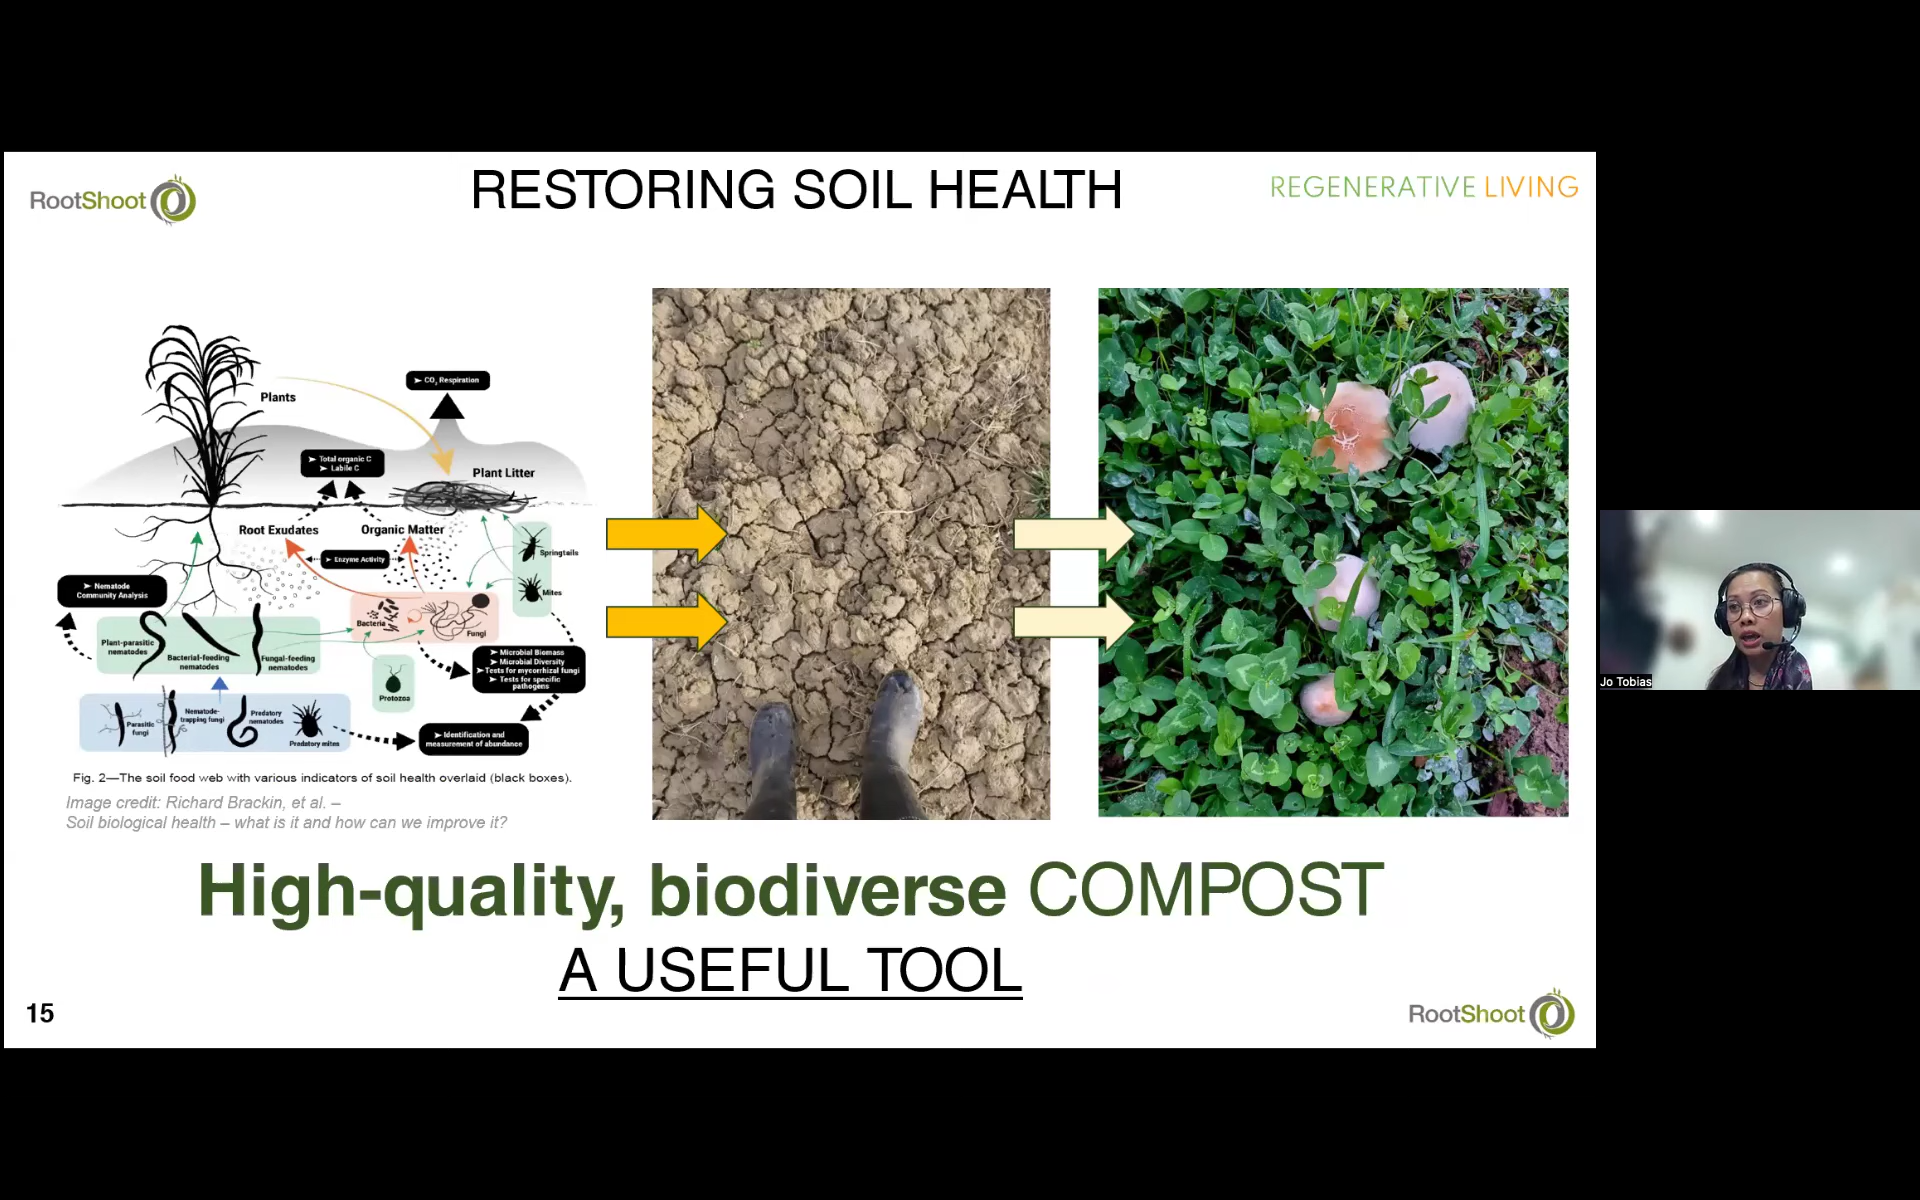 RootShoot
RESTORING SOIL HEALTH
REGENERATIVE LIVING
Plants
➤ CO₂ Respiration
➤ Total organic C
➤ Labile C
Plant Litter
Root Exudates
Organic Matter
➤ Enzyme Activity
Springtails
Mites
➤ Nematode
Community Analysis
Bacteria
Fungi
Plant-parasitic
nematodes
Bacterial-feeding
nematodes
Fungal-feeding
nematodes
➤ Microbial Biomass
➤ Microbial Diversity
➤ Tests for mycorrhizal fungi
➤ Tests for specific
pathogens
Protozoa
Parasitic
fungi
Nematode-
trapping fungi
Predatory
nematodes
Predatory mites
➤ Identification and
measurement of abundance
Fig. 2—The soil food web with various indicators of soil health overlaid (black boxes).
Image credit: Richard Brackin, et al. –
Soil biological health – what is it and how can we improve it?
High-quality, biodiverse COMPOST
A USEFUL TOOL
15
RootShoot
Jo Tobias